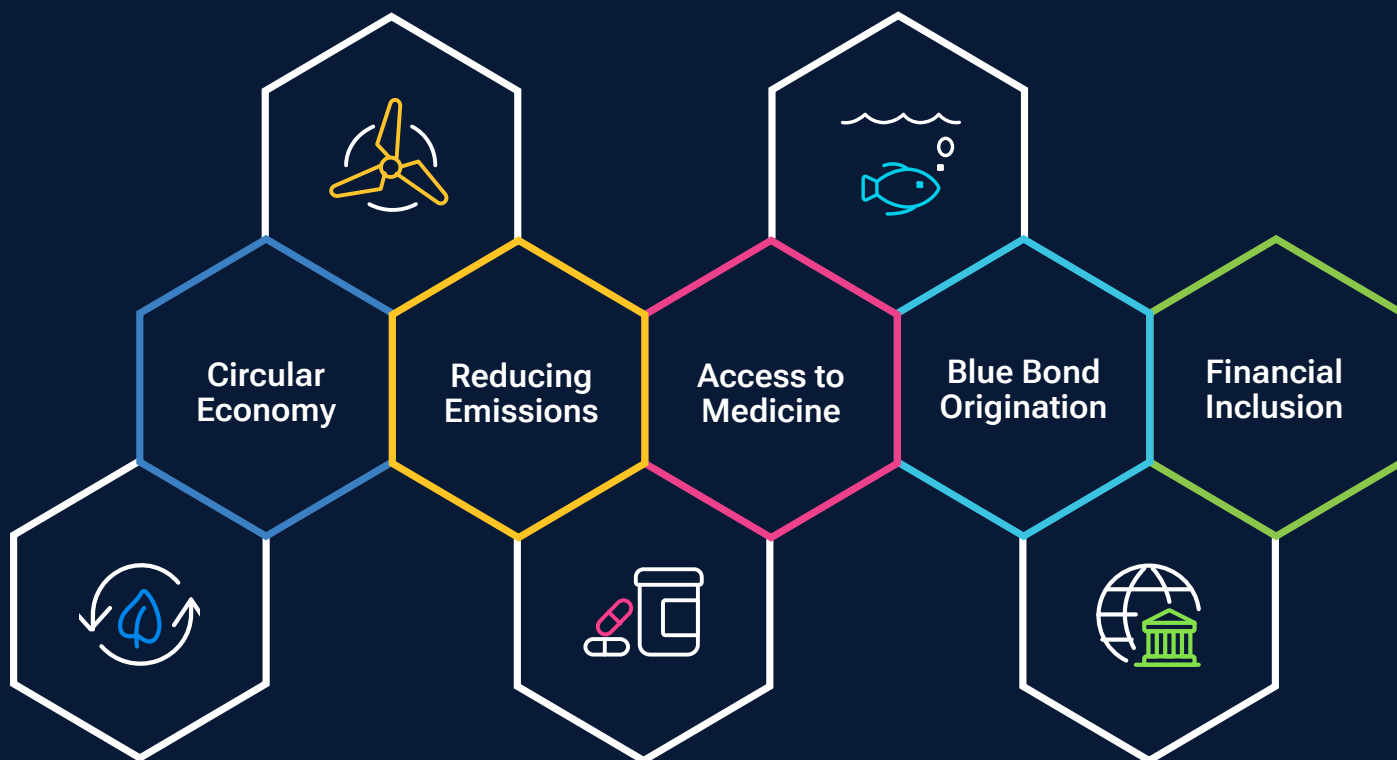 Circular
Economy
Reducing
Emissions
Access to
Medicine
Blue Bond
Origination
Financial
Inclusion